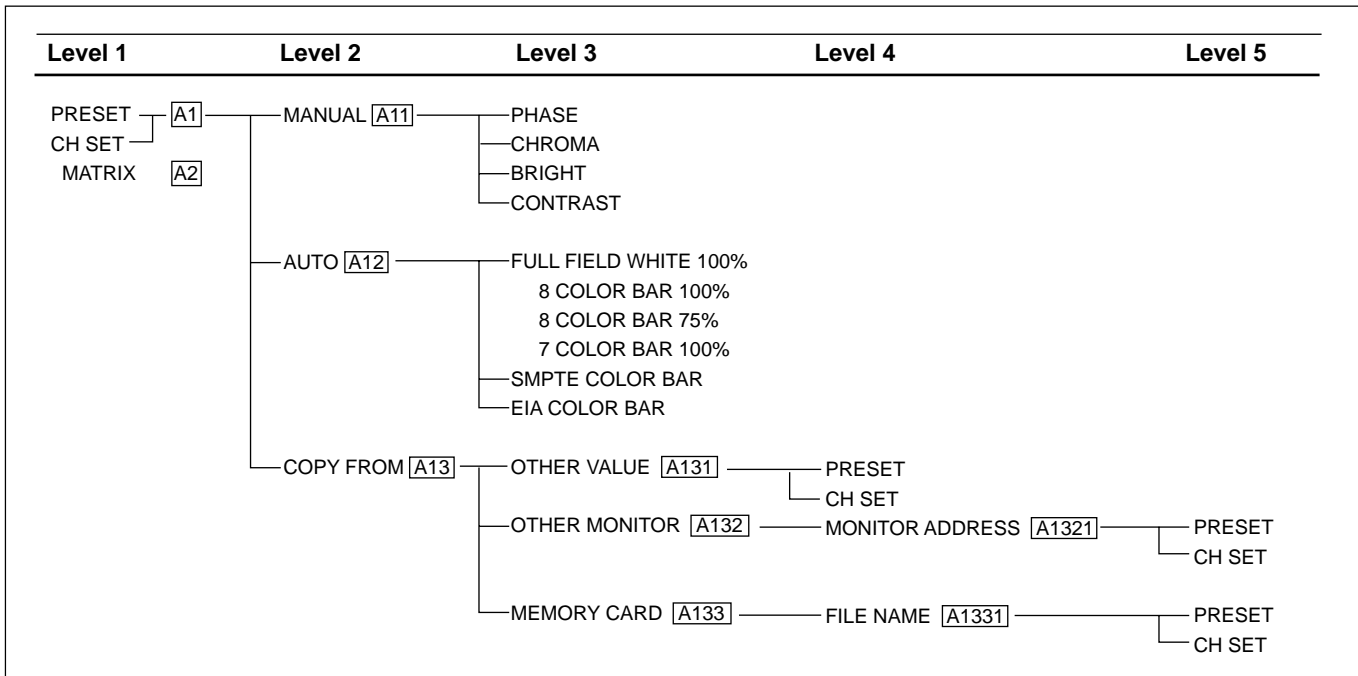 Level 1 Level 2 Level 3 Level 4 Level 5
PRESET A1 MANUAL A11 PHASE
CH SET CHROMA
MATRIX A2 BRIGHT
CONTRAST
AUTO A12 FULL FIELD WHITE 100%
8 COLOR BAR 100%
8 COLOR BAR 75%
7 COLOR BAR 100%
SMPTE COLOR BAR
EIA COLOR BAR
COPY FROM A13 OTHER VALUE A131 PRESET
CH SET
OTHER MONITOR A132 MONITOR ADDRESS A1321 PRESET
CH SET
MEMORY CARD A133 FILE NAME A1331 PRESET
CH SET